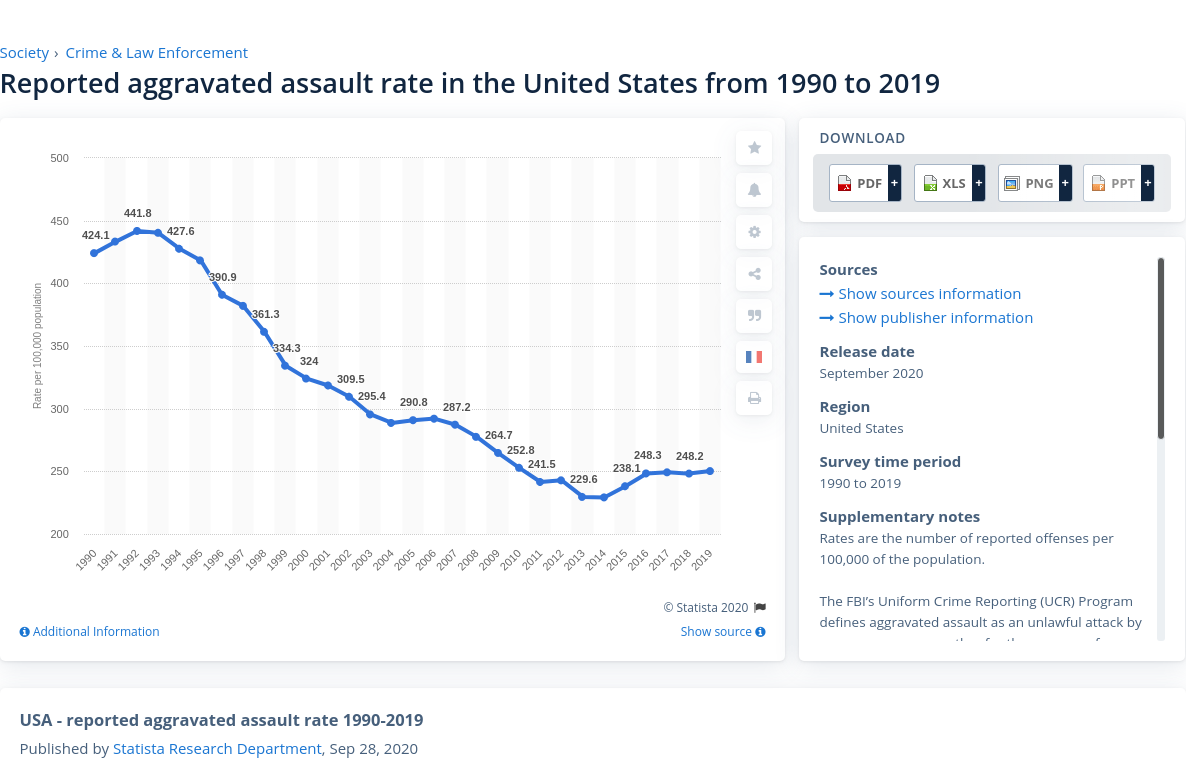 Society › Crime & Law Enforcement
Reported aggravated assault rate in the United States from 1990 to 2019
500
450
400
350
300
250
200
Rate per 100,000 population
424.1
441.8
427.6
390.9
361.3
334.3
324
309.5
295.4
290.8
287.2
264.7
252.8
241.5
229.6
238.1
248.3
248.2
1990 1991 1992 1993 1994 1995 1996 1997 1998 1999 2000 2001 2002 2003 2004 2005 2006 2007 2008 2009 2010 2011 2012 2013 2014 2015 2016 2017 2018 2019
© Statista 2020
Additional Information
Show source
DOWNLOAD
PDF + XLS + PNG + PPT +
Sources
Show sources information
Show publisher information
Release date
September 2020
Region
United States
Survey time period
1990 to 2019
Supplementary notes
Rates are the number of reported offenses per
100,000 of the population.
The FBI’s Uniform Crime Reporting (UCR) Program
defines aggravated assault as an unlawful attack by
USA - reported aggravated assault rate 1990-2019
Published by Statista Research Department, Sep 28, 2020